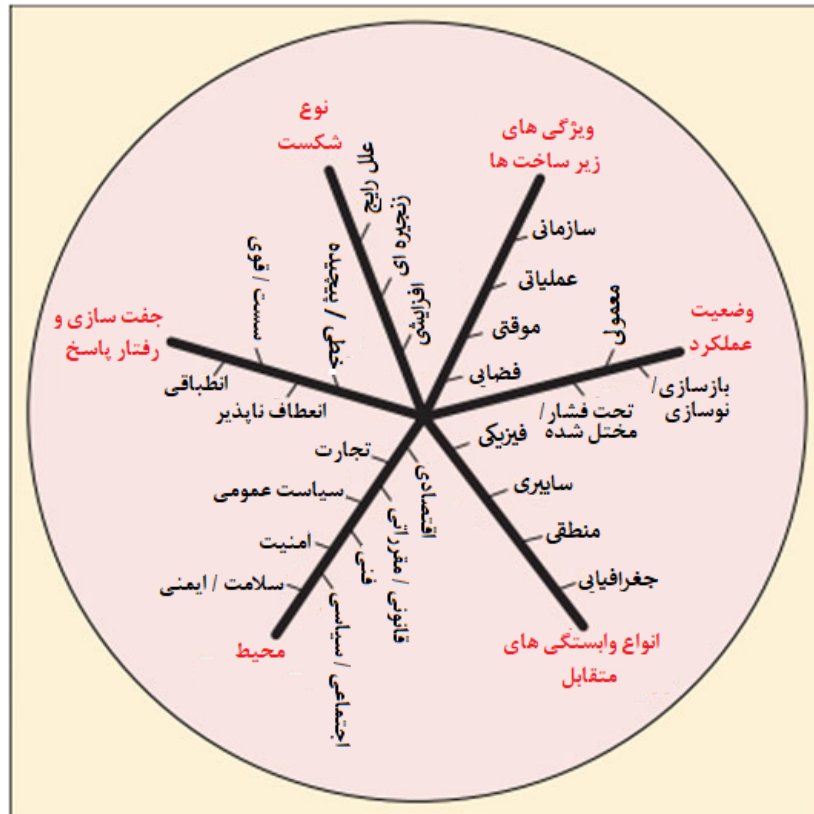 نوع
شکست
علل رایج
زنجیره ای
افزایشی
ویژگی های
زیر ساخت ها
سازمانی
عملیاتی
موقتی
فضایی
وضعیت
عملکرد
معمولی
بازسازی/
نوسازی
تحت فشار/
مختل شده
جفت سازی و
رفتار پاسخ
سست / قوی
خطی / پیچیده
انطباقی
انعطاف ناپذیر
فیزیکی
سایبری
منطقی
جغرافیایی
انواع وابستگی های
متقابل
تجارت
سیاست عمومی
امنیت
سلامت / ایمنی
اقتصادی
قانونی / مقرراتی
فنی
اجتماعی / سیاسی
محیط